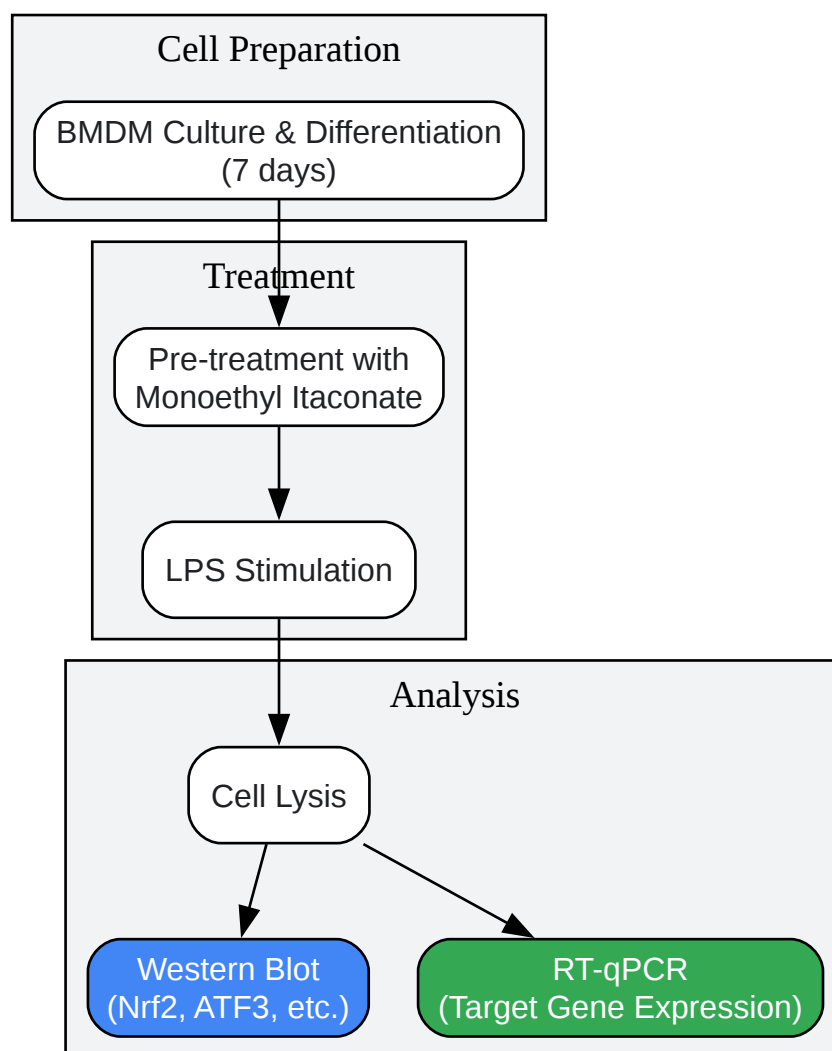 Cell Preparation
BMDM Culture & Differentiation
(7 days)
Treatment
Pre-treatment with
Monoethyl Itaconate
LPS Stimulation
Analysis
Cell Lysis
Western Blot
(Nrf2, ATF3, etc.)
RT-qPCR
(Target Gene Expression)